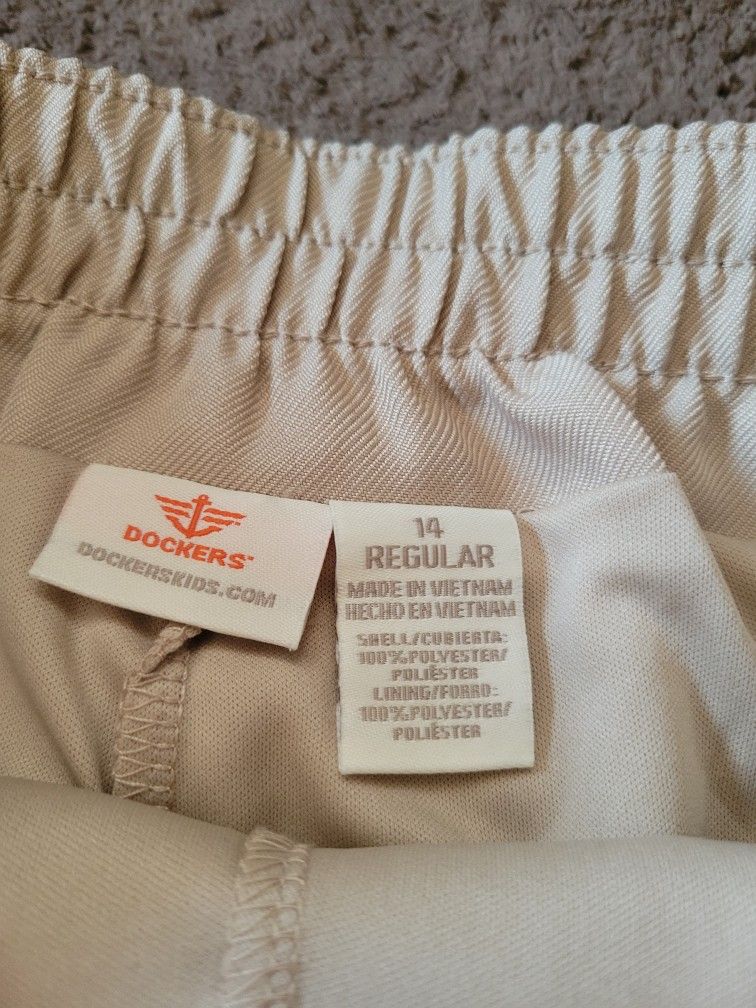 DOCKERS™
DOCKERSKIDS.COM
14
REGULAR
MADE IN VIETNAM
HECHO EN VIETNAM
SHELL/CUBIERTA:
100%POLYESTER/
POLIÉSTER
LINING/FORRO:
100%POLYESTER/
POLIÉSTER